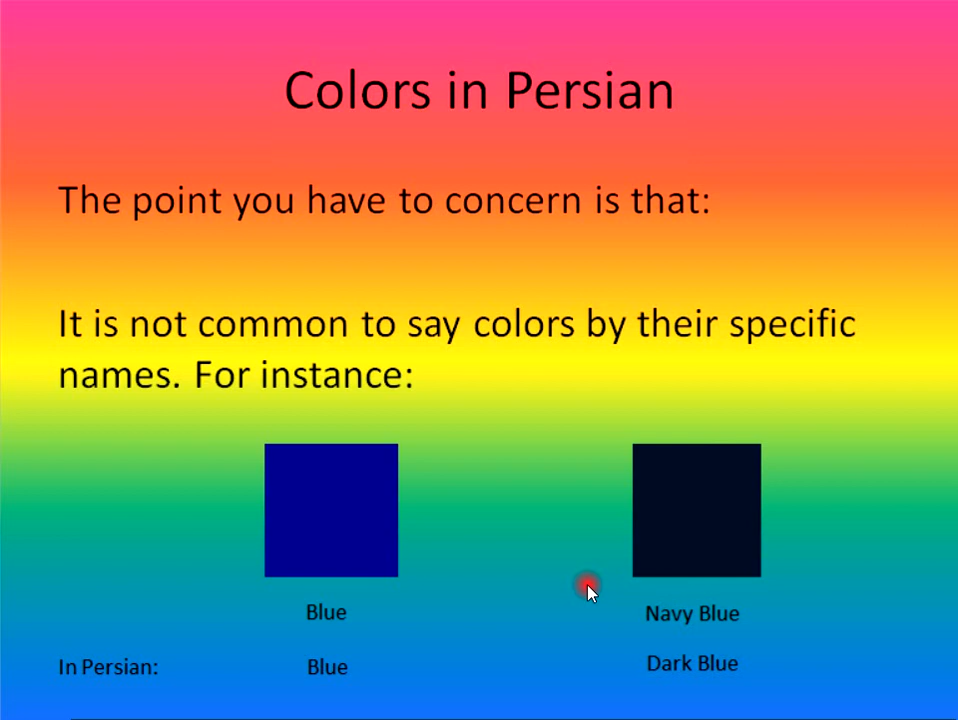 Colors in Persian
The point you have to concern is that:
It is not common to say colors by their specific
names. For instance:
Blue
Navy Blue
In Persian:
Blue
Dark Blue